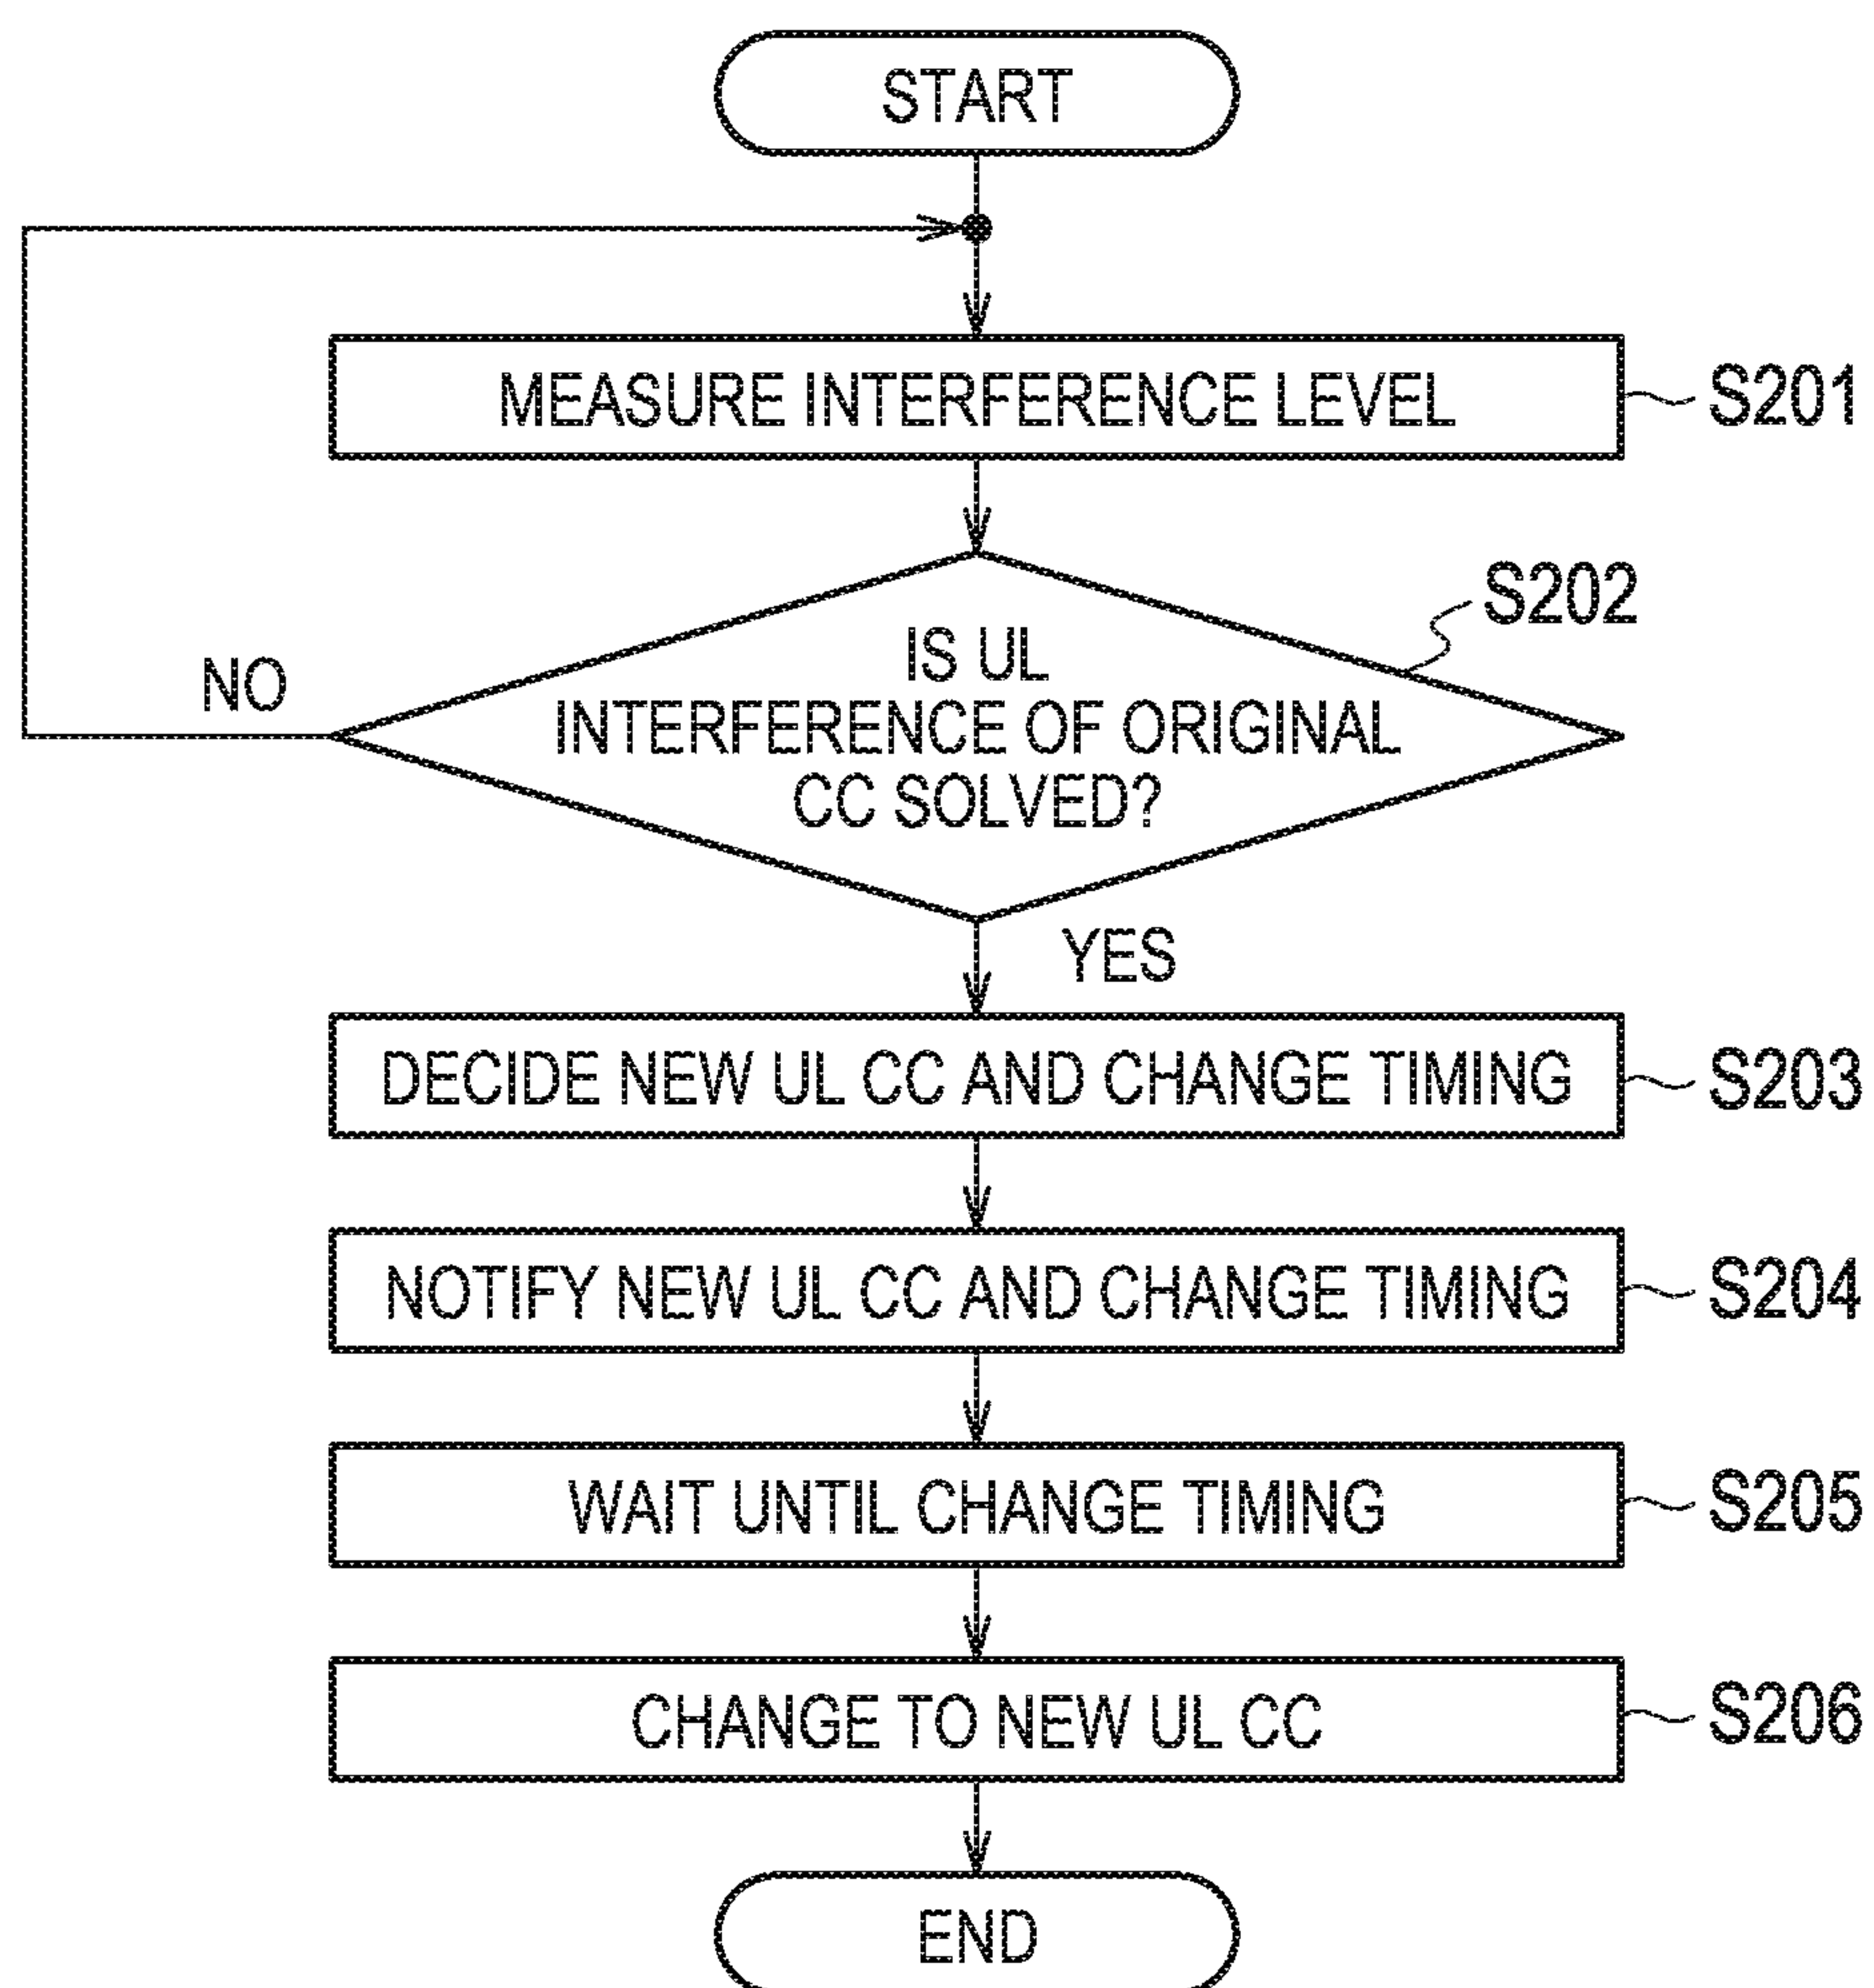 START
MEASURE INTERFERENCE LEVEL
S201
S202
IS UL
INTERFERENCE OF ORIGINAL
CC SOLVED?
NO
YES
DECIDE NEW UL CC AND CHANGE TIMING
S203
NOTIFY NEW UL CC AND CHANGE TIMING
S204
WAIT UNTIL CHANGE TIMING
S205
CHANGE TO NEW UL CC
S206
END